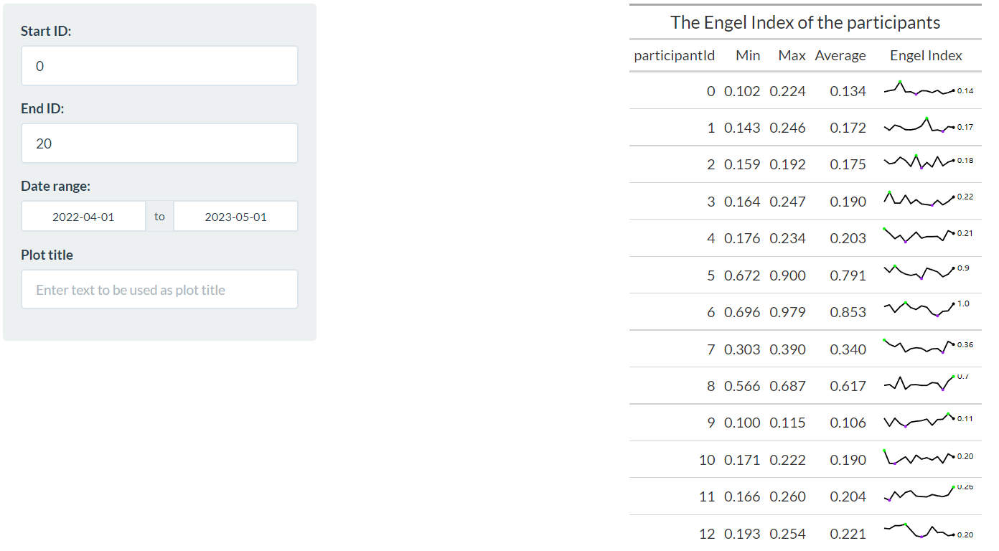 Start ID:
0
End ID:
20
Date range:
2022-04-01 to 2023-05-01
Plot title
Enter text to be used as plot title
The Engel Index of the participants
participantId Min Max Average Engel Index
0 0.102 0.224 0.134 0.14
1 0.143 0.246 0.172 0.17
2 0.159 0.192 0.175 0.18
3 0.164 0.247 0.190 0.22
4 0.176 0.234 0.203 0.21
5 0.672 0.900 0.791 0.9
6 0.696 0.979 0.853 1.0
7 0.303 0.390 0.340 0.36
8 0.566 0.687 0.617 0.7
9 0.100 0.115 0.106 0.11
10 0.171 0.222 0.190 0.20
11 0.166 0.260 0.204 0.26
12 0.193 0.254 0.221 0.20